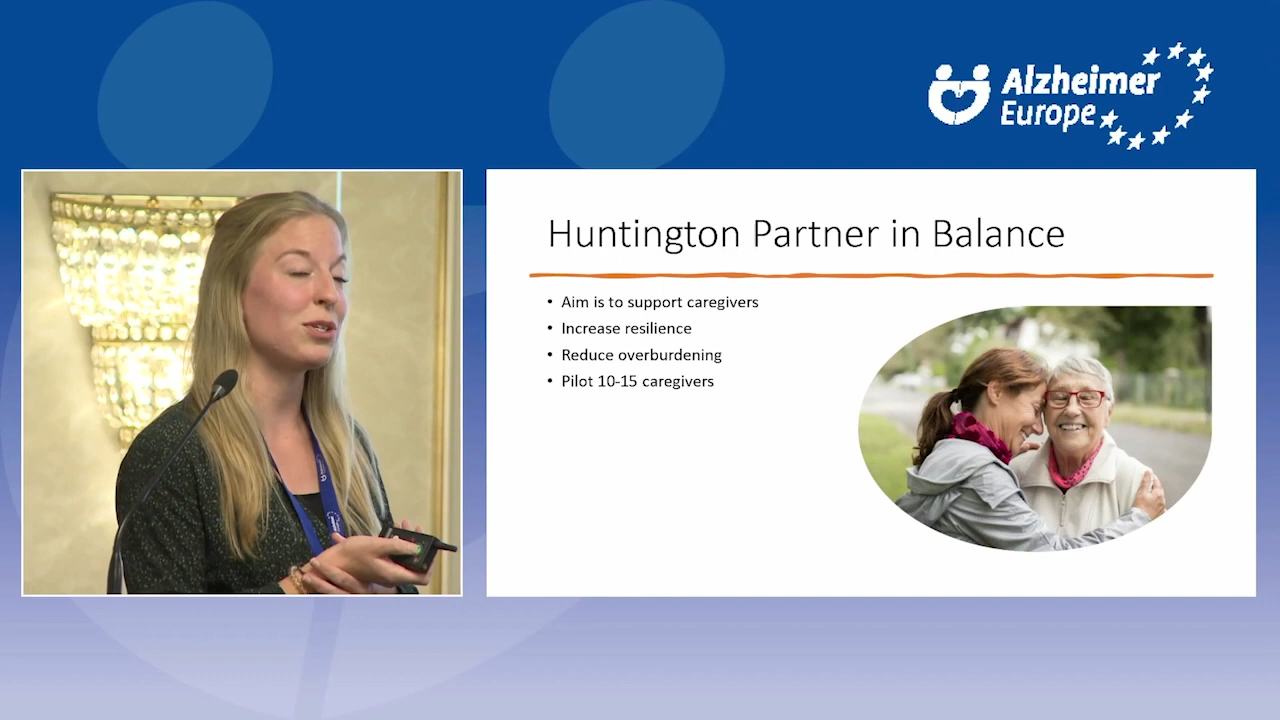 Alzheimer
Europe
Huntington Partner in Balance
• Aim is to support caregivers
• Increase resilience
• Reduce overburdening
• Pilot 10-15 caregivers